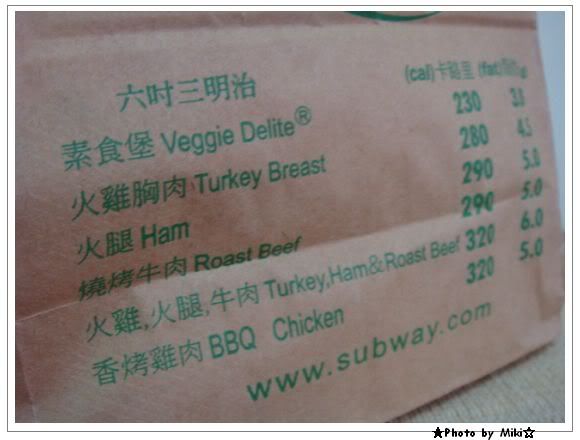 六吋三明治 (cal)卡路里 (fat)
素食堡 Veggie Delite® 230 3.0
火雞胸肉 Turkey Breast 280 4.5
火腿 Ham 290 5.0
燒烤牛肉 Roast Beef 290 5.0
火雞,火腿,牛肉 Turkey,Ham&Roast Beef 320 6.0
香烤雞肉 BBQ Chicken 320 5.0
www.subway.com
★Photo by Miki☆